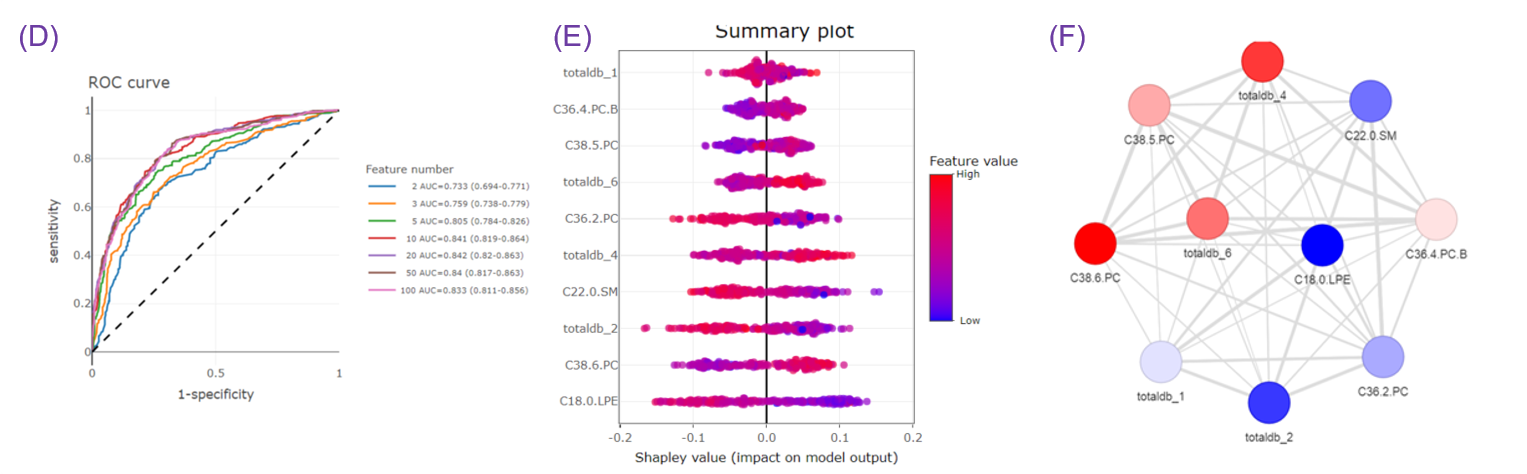 (D)
ROC curve
1
0.8
0.6
0.4
0.2
0
0
0.5
1
sensitivity
1-specificity
Feature number
2 AUC=0.733 (0.694-0.771)
3 AUC=0.759 (0.738-0.779)
5 AUC=0.805 (0.784-0.826)
10 AUC=0.841 (0.819-0.864)
20 AUC=0.842 (0.82-0.863)
50 AUC=0.84 (0.817-0.863)
100 AUC=0.833 (0.811-0.856)
(E)
Summary plot
totaldb_1
C36.4.PC.B
C38.5.PC
totaldb_6
C36.2.PC
totaldb_4
C22.0.SM
totaldb_2
C38.6.PC
C18.0.LPE
-0.2
-0.1
0.0
0.1
0.2
Shapley value (impact on model output)
Feature value
High
Low
(F)
totaldb_4
C38.5.PC
C22.0.SM
totaldb_6
C36.4.PC.B
C38.6.PC
C18.0.LPE
totaldb_1
C36.2.PC
totaldb_2